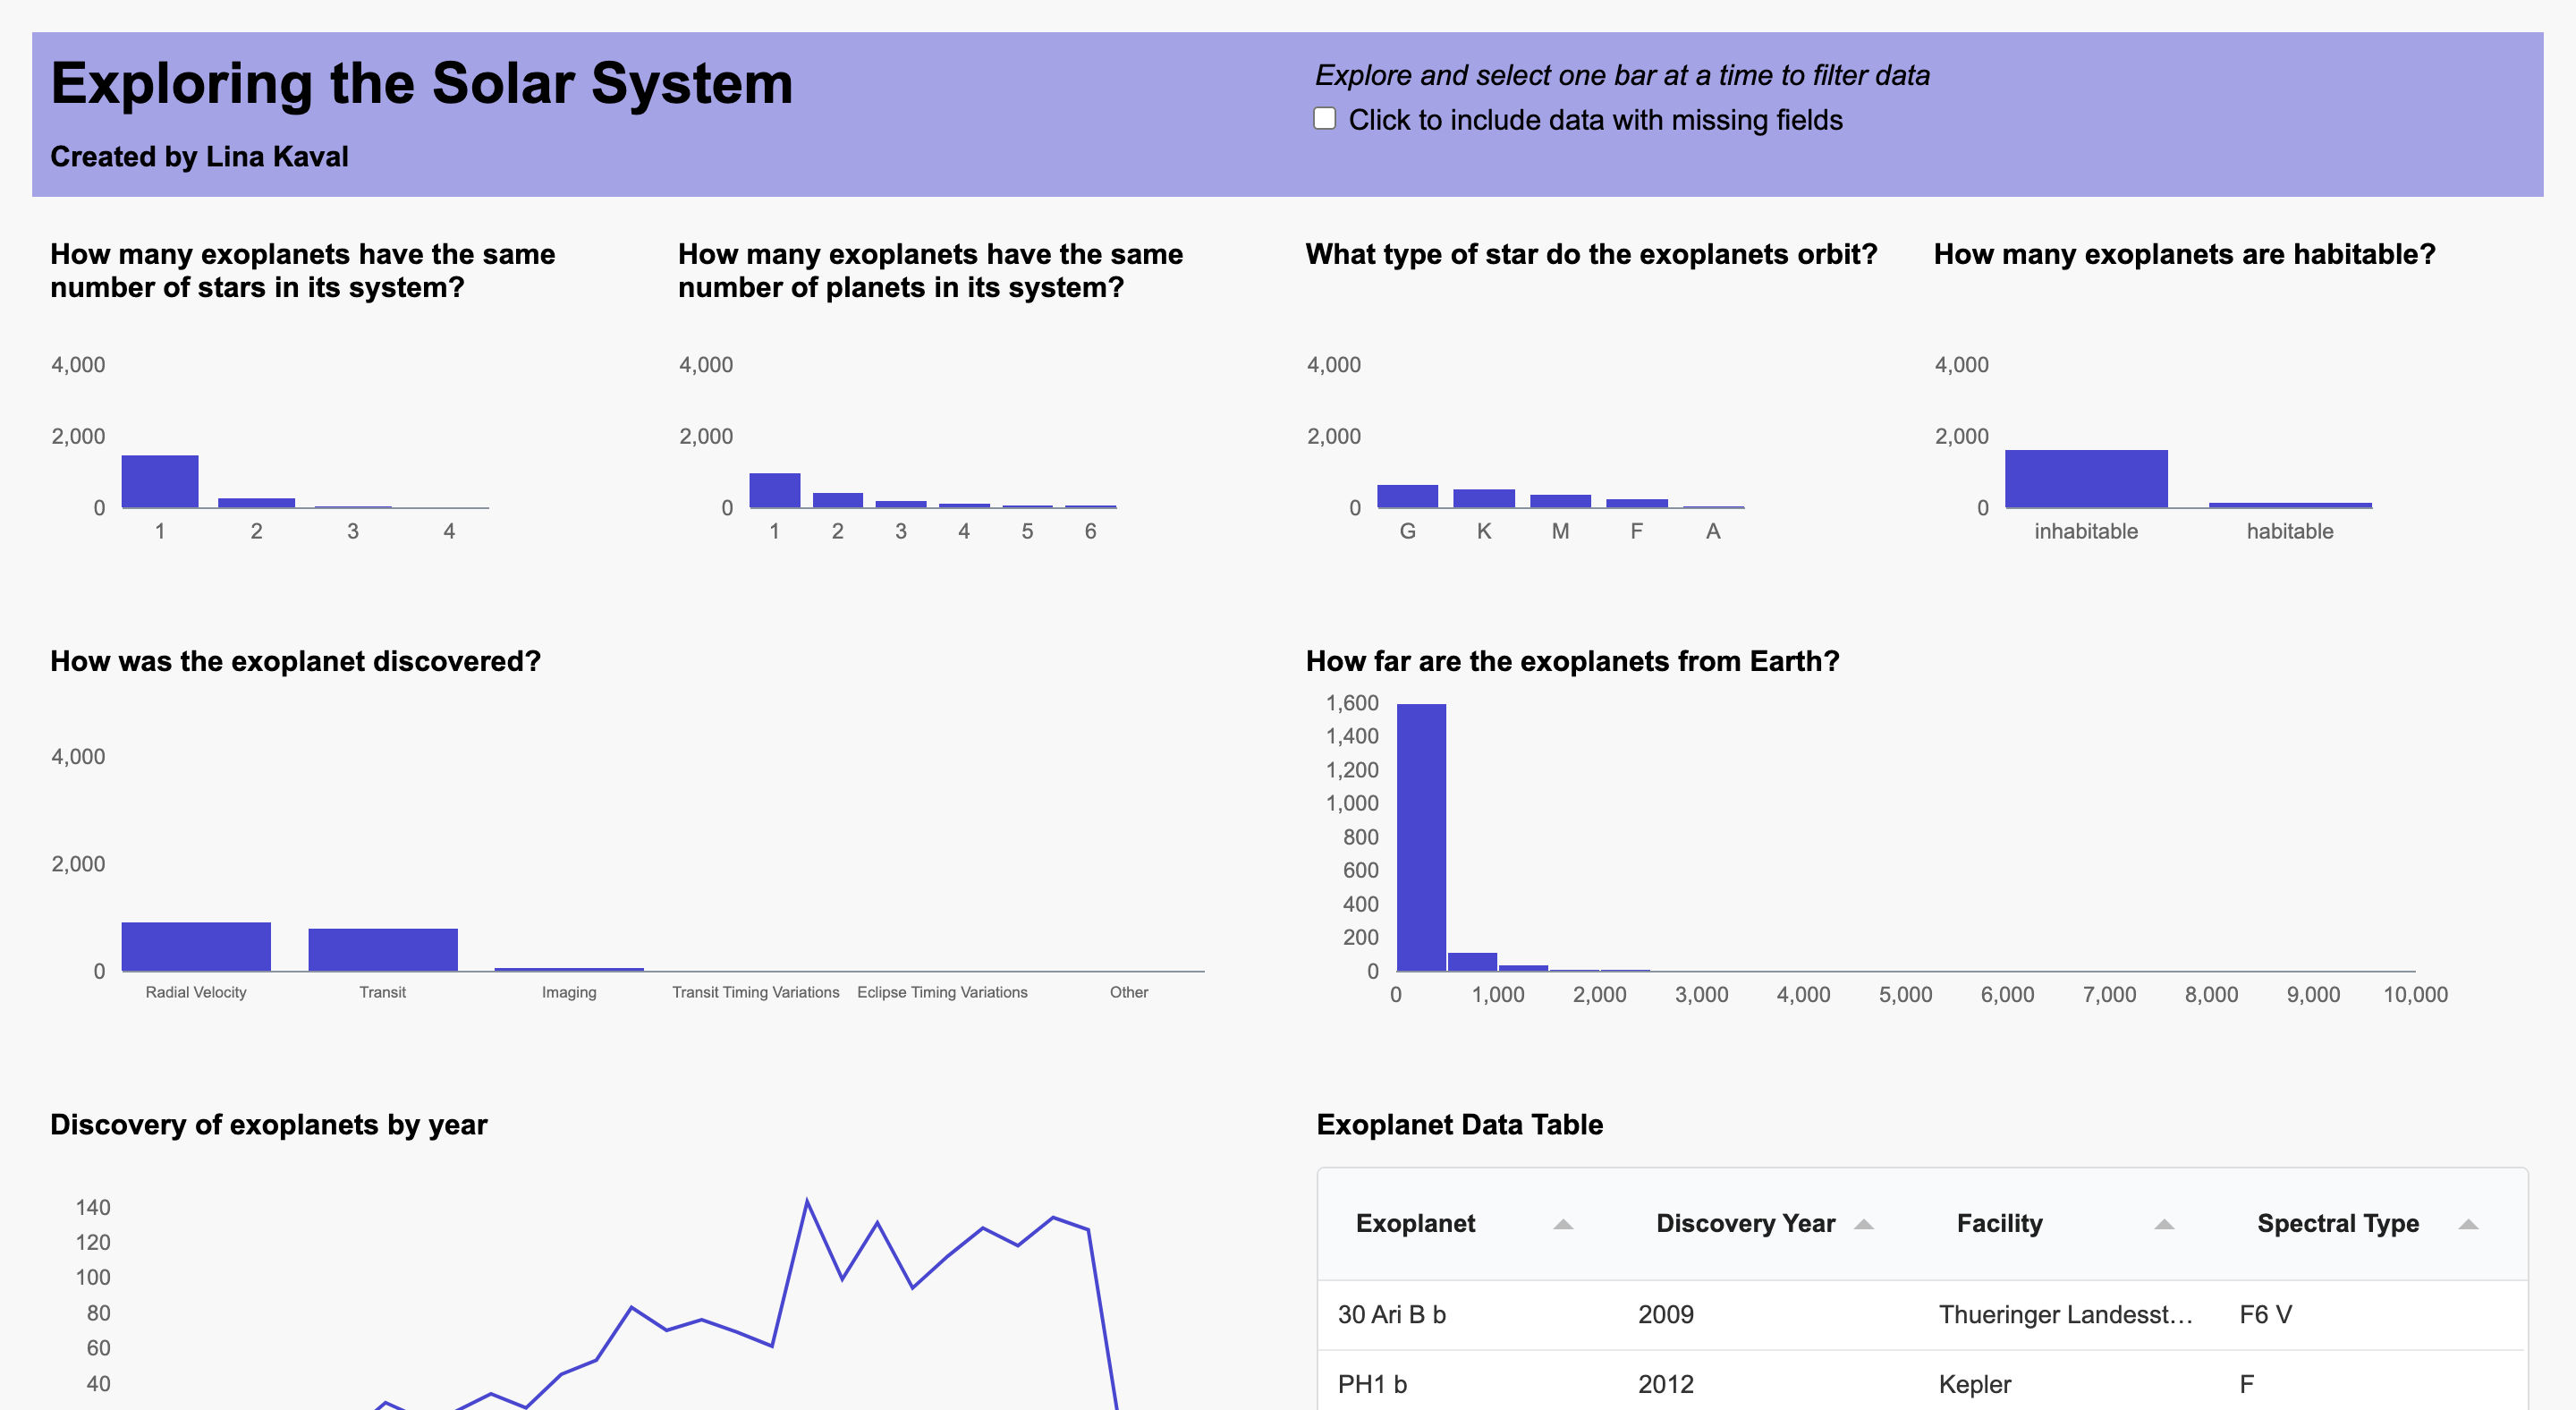 Exploring the Solar System
Created by Lina Kaval
Explore and select one bar at a time to filter data
Click to include data with missing fields
How many exoplanets have the same
number of stars in its system?
4,000
2,000
0
1 2 3 4
How many exoplanets have the same
number of planets in its system?
4,000
2,000
0
1 2 3 4 5 6
What type of star do the exoplanets orbit?
4,000
2,000
0
G K M F A
How many exoplanets are habitable?
4,000
2,000
0
inhabitable habitable
How was the exoplanet discovered?
4,000
2,000
0
Radial Velocity Transit Imaging Transit Timing Variations Eclipse Timing Variations Other
How far are the exoplanets from Earth?
1,600
1,400
1,200
1,000
800
600
400
200
0
0 1,000 2,000 3,000 4,000 5,000 6,000 7,000 8,000 9,000 10,000
Discovery of exoplanets by year
140
120
100
80
60
40
Exoplanet Data Table
Exoplanet Discovery Year Facility Spectral Type
30 Ari B b 2009 Thueringer Landesst… F6 V
PH1 b 2012 Kepler F